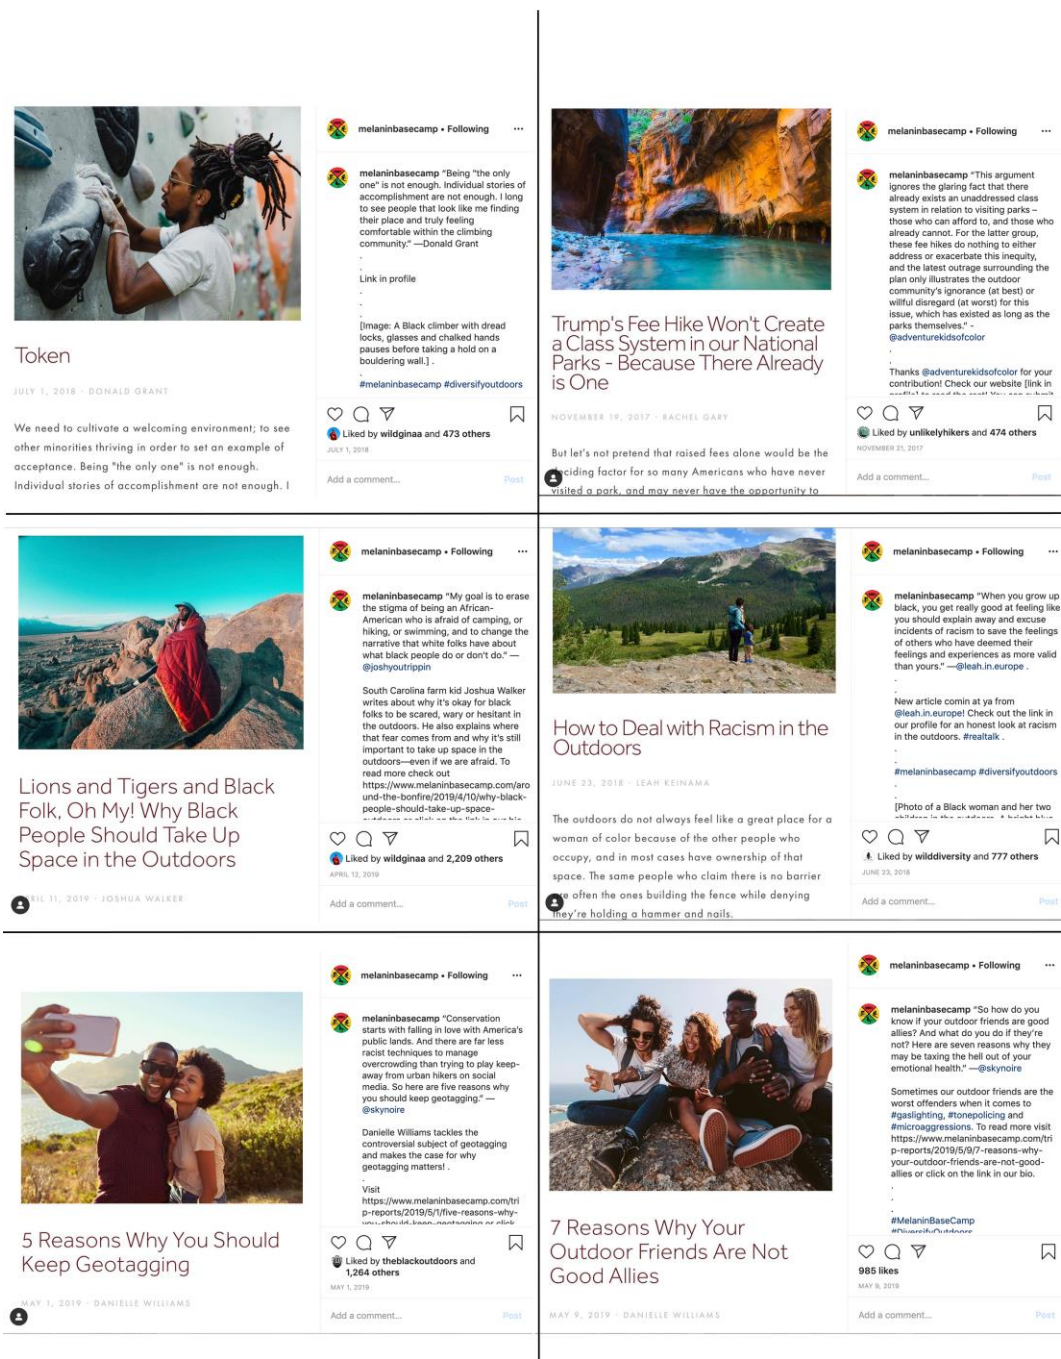 melaninbasecamp • Following
melaninbasecamp "Being "the only
one" is not enough. Individual stories of
accomplishment are not enough. I long
to see people that look like me finding
their place and truly feeling
comfortable within the climbing
community." —Donald Grant
.
.
Link in profile
.
.
.
[Image: A Black climber with dread
locks, glasses and chalked hands
pauses before taking a hold on a
bouldering wall.] .
.
#melaninbasecamp #diversifyoutdoors
Liked by wildginaa and 473 others
JULY 1, 2018
Add a comment...
Post
Token
JULY 1, 2018 · DONALD GRANT
We need to cultivate a welcoming environment; to see
other minorities thriving in order to set an example of
acceptance. Being "the only one" is not enough.
Individual stories of accomplishment are not enough. I
melaninbasecamp • Following
melaninbasecamp "This argument
ignores the glaring fact that there
already exists an unaddressed class
system in relation to visiting parks –
those who can afford to, and those who
already cannot. For the latter group,
these fee hikes do nothing to either
address or exacerbate this inequity,
and the latest outrage surrounding the
plan only illustrates the outdoor
community's ignorance (at best) or
willful disregard (at worst) for this
issue, which has existed as long as the
parks themselves." -
@adventurekidsofcolor
.
.
Thanks @adventurekidsofcolor for your
contribution! Check our website [link in
Liked by unlikelyhikers and 474 others
NOVEMBER 21, 2017
Add a comment...
Post
Trump's Fee Hike Won't Create
a Class System in our National
Parks - Because There Already
is One
NOVEMBER 19, 2017 · RACHEL GARY
But let's not pretend that raised fees alone would be the
deciding factor for so many Americans who have never
visited a park, and may never have the opportunity to
melaninbasecamp • Following
melaninbasecamp "My goal is to erase
the stigma of being an African-
American who is afraid of camping, or
hiking, or swimming, and to change the
narrative that white folks have about
what black people do or don't do." —
@joshyoutrippin
South Carolina farm kid Joshua Walker
writes about why it's okay for black
folks to be scared, wary or hesitant in
the outdoors. He also explains where
that fear comes from and why it's still
important to take up space in the
outdoors—even if we are afraid. To
read more check out
https://www.melaninbasecamp.com/aro
und-the-bonfire/2019/4/10/why-black-
people-should-take-up-space-
Liked by wildginaa and 2,209 others
APRIL 12, 2019
Add a comment...
Post
Lions and Tigers and Black
Folk, Oh My! Why Black
People Should Take Up
Space in the Outdoors
APRIL 11, 2019 · JOSHUA WALKER
melaninbasecamp • Following
melaninbasecamp "When you grow up
black, you get really good at feeling like
you should explain away and excuse
incidents of racism to save the feelings
of others who have deemed their
feelings and experiences as more valid
than yours." —@leah.in.europe .
.
.
New article comin at ya from
@leah.in.europe! Check out the link in
our profile for an honest look at racism
in the outdoors. #realtalk .
.
.
#melaninbasecamp #diversifyoutdoors
.
.
[Photo of a Black woman and her two
Liked by wilddiversity and 777 others
JUNE 23, 2018
Add a comment...
Post
How to Deal with Racism in the
Outdoors
JUNE 23, 2018 · LEAH KEINAMA
The outdoors do not always feel like a great place for a
woman of color because of the other people who
occupy, and in most cases have ownership of that
space. The same people who claim there is no barrier
are often the ones building the fence while denying
they're holding a hammer and nails.
melaninbasecamp • Following
melaninbasecamp "Conservation
starts with falling in love with America's
public lands. And there are far less
racist techniques to manage
overcrowding than trying to play keep-
away from urban hikers on social
media. So here are five reasons why
you should keep geotagging." —
@skynoire
Danielle Williams tackles the
controversial subject of geotagging
and makes the case for why
geotagging matters! .
.
Visit
https://www.melaninbasecamp.com/tri
p-reports/2019/5/1/five-reasons-why-
you-should-keep-geotagging or click
Liked by theblackoutdoors and
1,264 others
MAY 1, 2019
Add a comment...
Post
5 Reasons Why You Should
Keep Geotagging
MAY 1, 2019 · DANIELLE WILLIAMS
melaninbasecamp • Following
melaninbasecamp "So how do you
know if your outdoor friends are good
allies? And what do you do if they're
not? Here are seven reasons why they
may be taxing the hell out of your
emotional health." —@skynoire
Sometimes our outdoor friends are the
worst offenders when it comes to
#gaslighting, #tonepolicing and
#microaggressions. To read more visit
https://www.melaninbasecamp.com/tri
p-reports/2019/5/9/7-reasons-why-
your-outdoor-friends-are-not-good-
allies or click on the link in our bio.
.
.
.
#MelaninBaseCamp
#DiversifyOutdoors
985 likes
MAY 9, 2019
Add a comment...
Post
7 Reasons Why Your
Outdoor Friends Are Not
Good Allies
MAY 9, 2019 · DANIELLE WILLIAMS